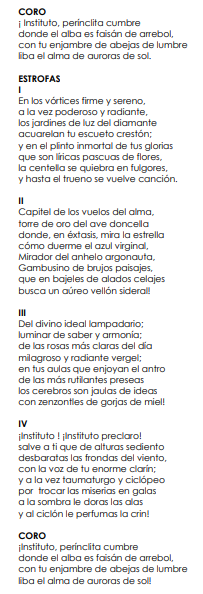 CORO
¡ Instituto, perínclita cumbre
donde el alba es faisán de arrebol,
con tu enjambre de abejas de lumbre
liba el alma de auroras de sol.
ESTROFAS
I
En los vórtices firme y sereno,
a la vez poderoso y radiante,
los jardines de luz del diamante
acuarelan tu escueto crestón;
y en el plinto inmortal de tus glorias
que son líricas pascuas de flores,
la centella se quiebra en fulgores,
y hasta el trueno se vuelve canción.
II
Capitel de los vuelos del alma,
torre de oro del ave doncella
donde, en éxtasis, mira la estrella
cómo duerme el azul virginal,
Mirador del anhelo argonauta,
Gambusino de brujos paisajes,
que en bajeles de alados celajes
busca un áureo vellón sideral!
III
Del divino ideal lampadario;
luminar de saber y armonía;
de las rosas más claras del día
milagroso y radiante vergel;
en tus aulas que enjoyan el antro
de las más rutilantes preseas
los cerebros son jaulas de ideas
con zenzontles de gorjas de miel!
IV
¡Instituto ! ¡Instituto preclaro!
salve a ti que de alturas sediento
desbaratas las frondas del viento,
con la voz de tu enorme clarín;
y a la vez taumaturgo y ciclópeo
por trocar las miserias en galas
a la sombra le doras las alas
y al ciclón le perfumas la crin!
CORO
¡Instituto, perínclita cumbre
donde el alba es faisán de arrebol,
con tu enjambre de abejas de lumbre
liba el alma de auroras de sol!